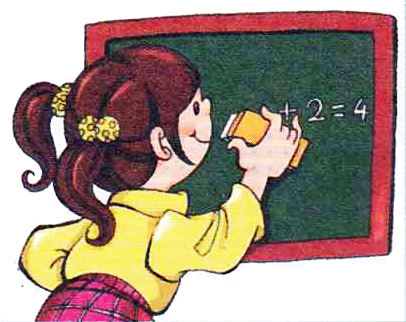 + 2 = 4